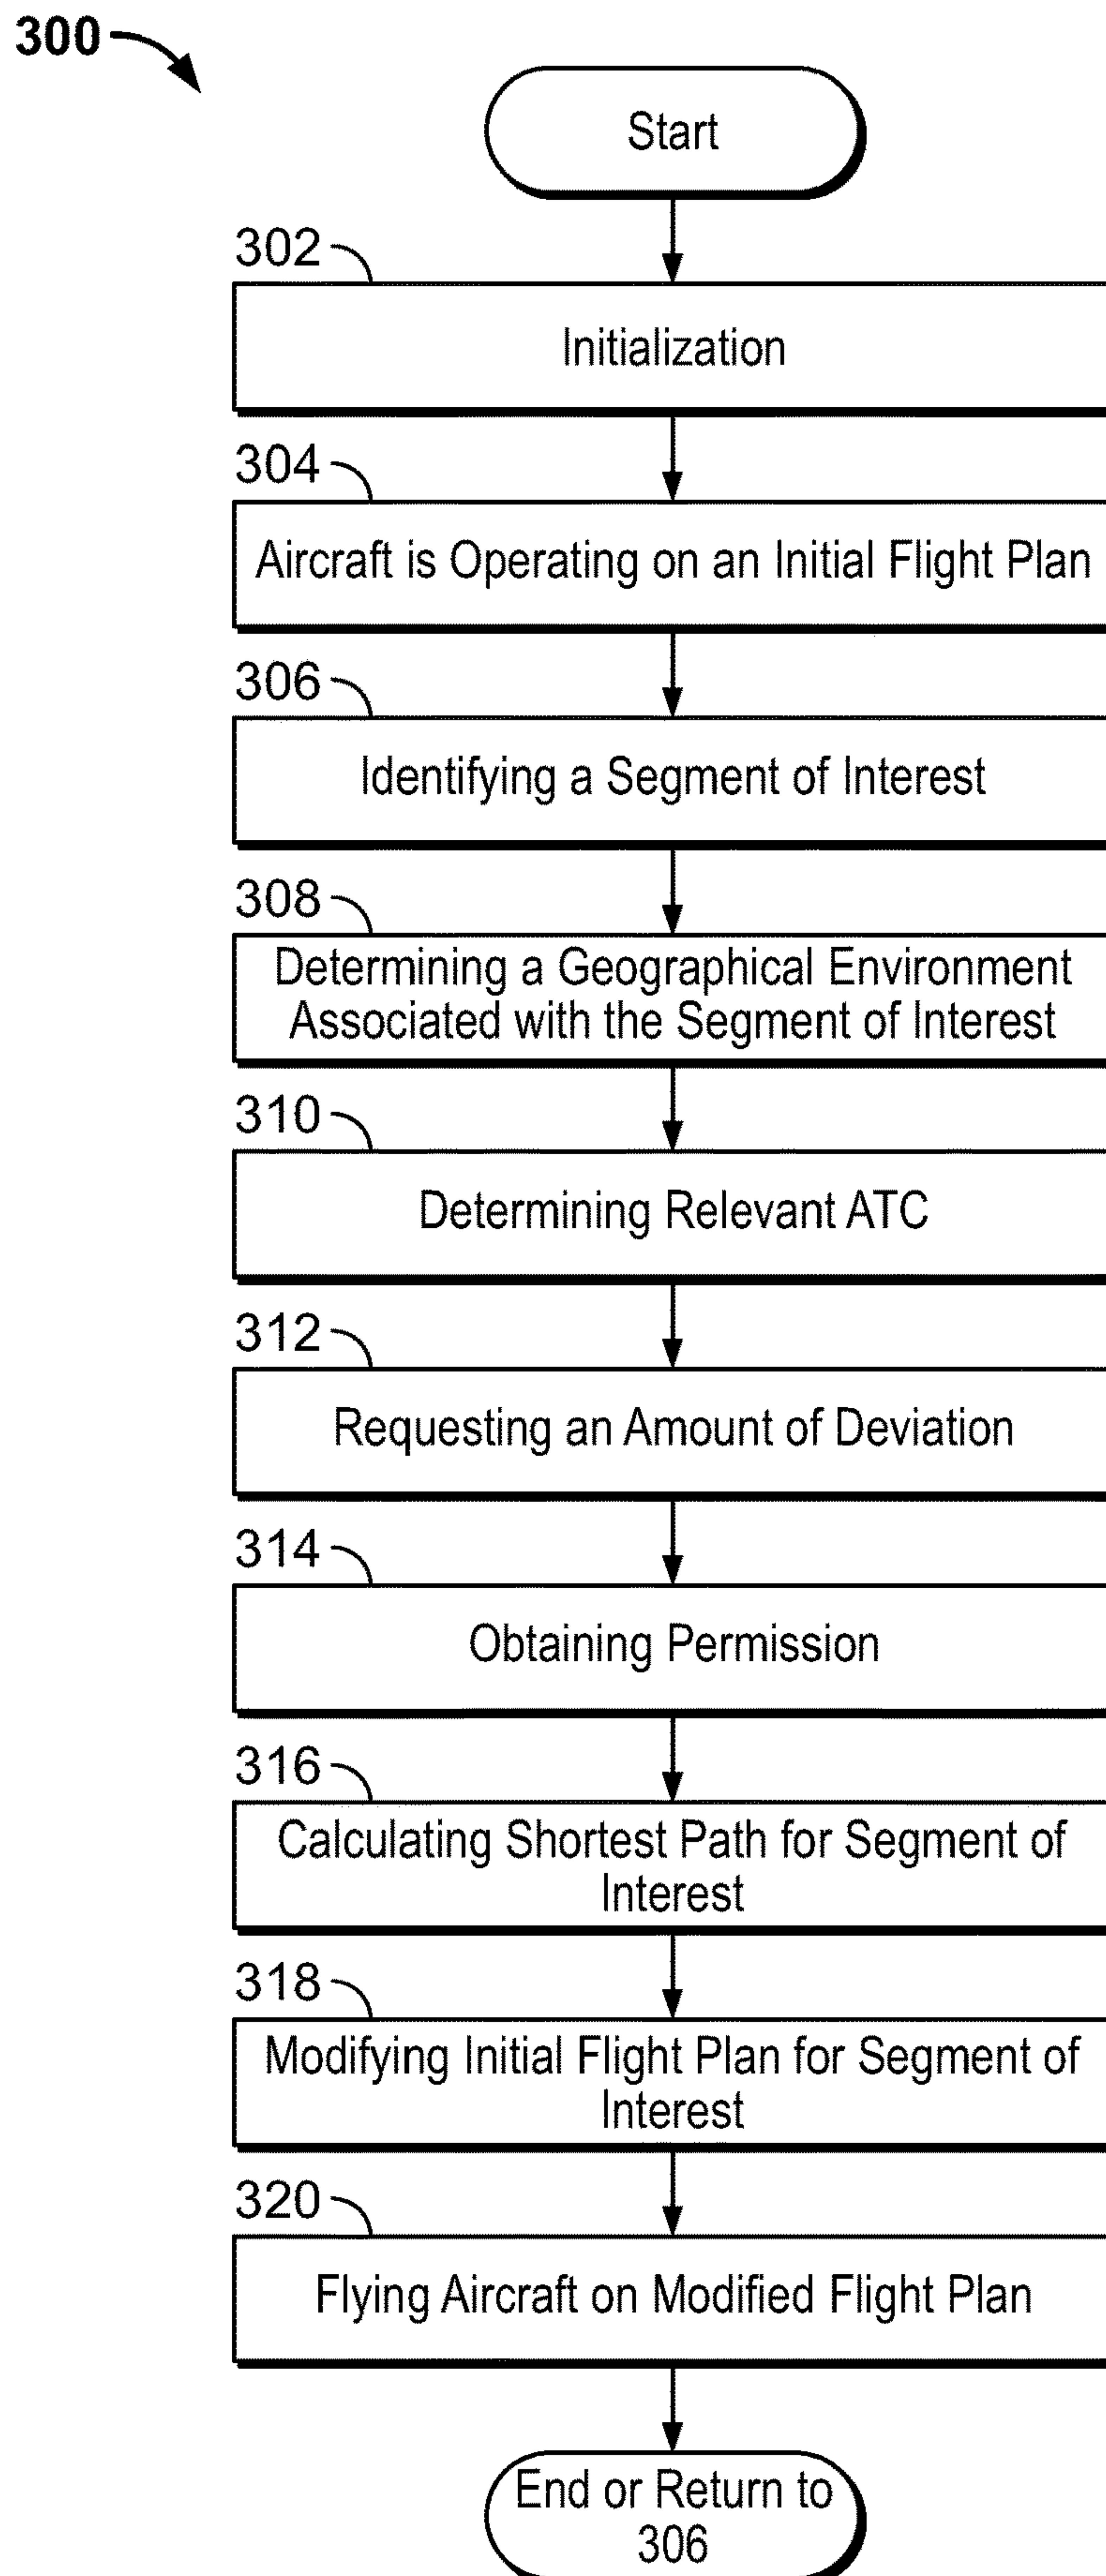 300
Start
302
Initialization
304
Aircraft is Operating on an Initial Flight Plan
306
Identifying a Segment of Interest
308
Determining a Geographical Environment
Associated with the Segment of Interest
310
Determining Relevant ATC
312
Requesting an Amount of Deviation
314
Obtaining Permission
316
Calculating Shortest Path for Segment of
Interest
318
Modifying Initial Flight Plan for Segment of
Interest
320
Flying Aircraft on Modified Flight Plan
End or Return to
306